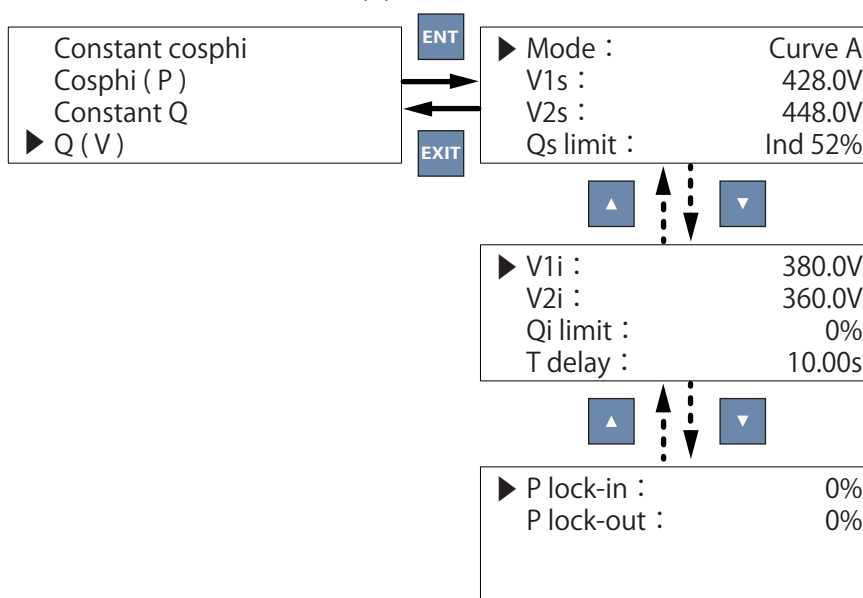 Constant cosphi
Cosphi ( P )
Constant Q
▶ Q ( V )
ENT
EXIT
▶ Mode： Curve A
V1s： 428.0V
V2s： 448.0V
Qs limit： Ind 52%
▲ ▼
▶ V1i： 380.0V
V2i： 360.0V
Qi limit： 0%
T delay： 10.00s
▲ ▼
▶ P lock-in： 0%
P lock-out： 0%